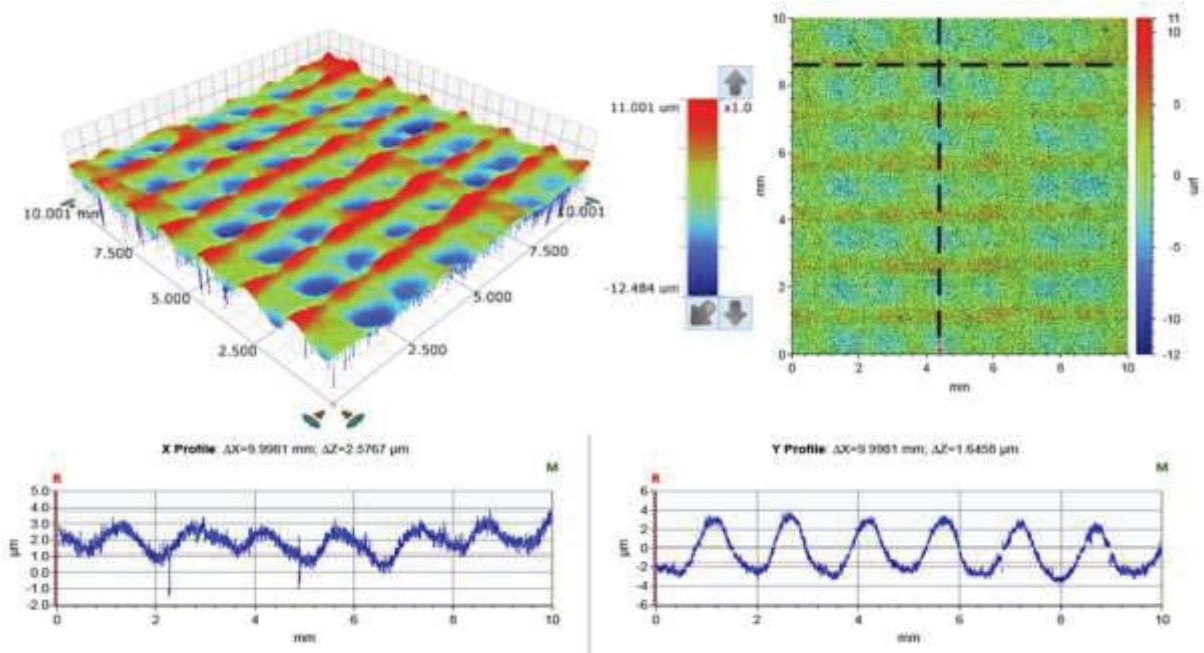 10.001 mm
7.500
5.000
2.500
10.001
7.500
5.000
2.500
11.001 um
x1.0
-12.484 um
10
8
6
4
2
0
mm
0 2 4 6 8 10
mm
11
10
5
0
-5
-10
-12
um
X Profile: ΔX=9.9981 mm; ΔZ=2.5767 µm
R
M
5.0
4.0
3.0
2.0
1.0
0.0
-1.0
-2.0
µm
0 2 4 6 8 10
mm
Y Profile: ΔX=9.9981 mm; ΔZ=1.6458 µm
R
M
6
4
2
0
-2
-4
-6
µm
0 2 4 6 8 10
mm